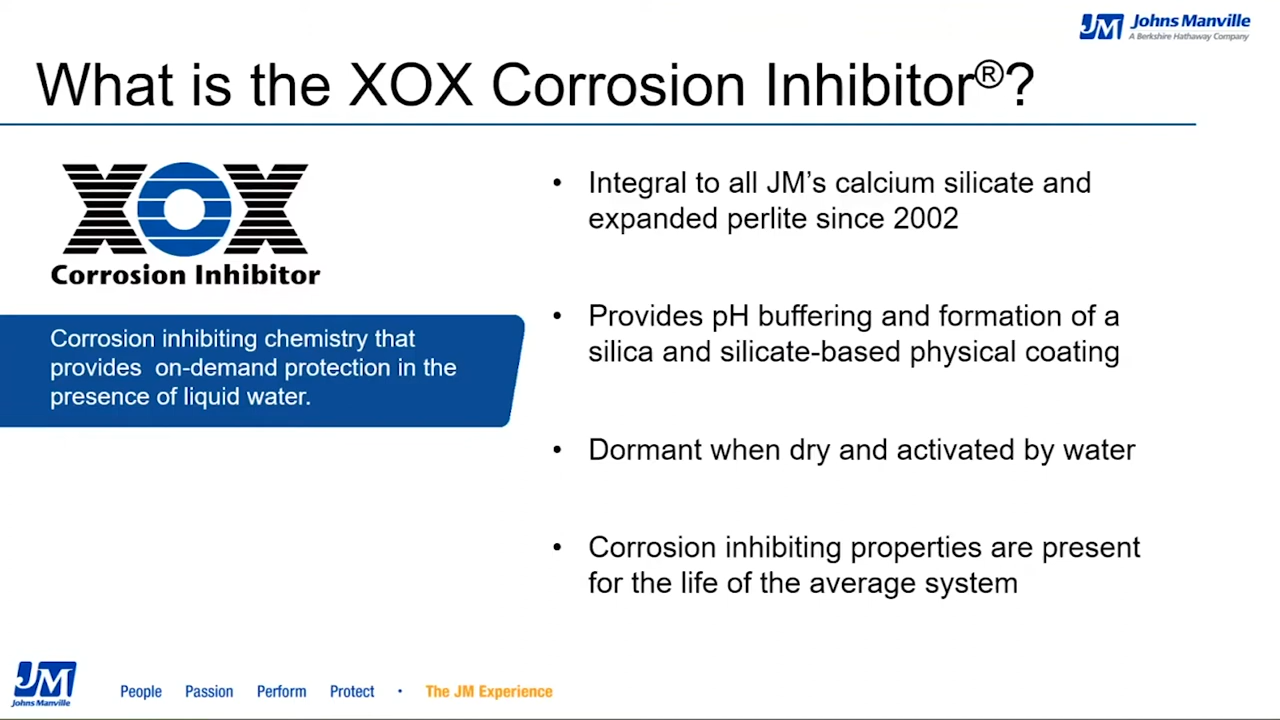 JM Johns Manville
A Berkshire Hathaway Company
What is the XOX Corrosion Inhibitor®?
XOX
Corrosion Inhibitor
Corrosion inhibiting chemistry that
provides on-demand protection in the
presence of liquid water.
• Integral to all JM's calcium silicate and
expanded perlite since 2002
• Provides pH buffering and formation of a
silica and silicate-based physical coating
• Dormant when dry and activated by water
• Corrosion inhibiting properties are present
for the life of the average system
JM
Johns Manville
People Passion Perform Protect • The JM Experience